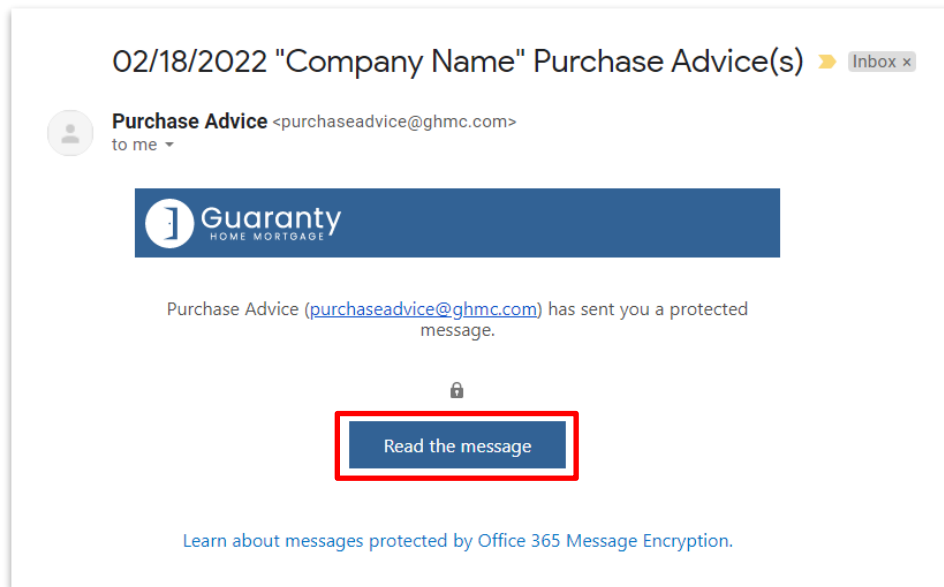 02/18/2022 "Company Name" Purchase Advice(s) Inbox ×
Purchase Advice <purchaseadvice@ghmc.com>
to me
Guaranty
HOME MORTGAGE
Purchase Advice (purchaseadvice@ghmc.com) has sent you a protected
message.
Read the message
Learn about messages protected by Office 365 Message Encryption.